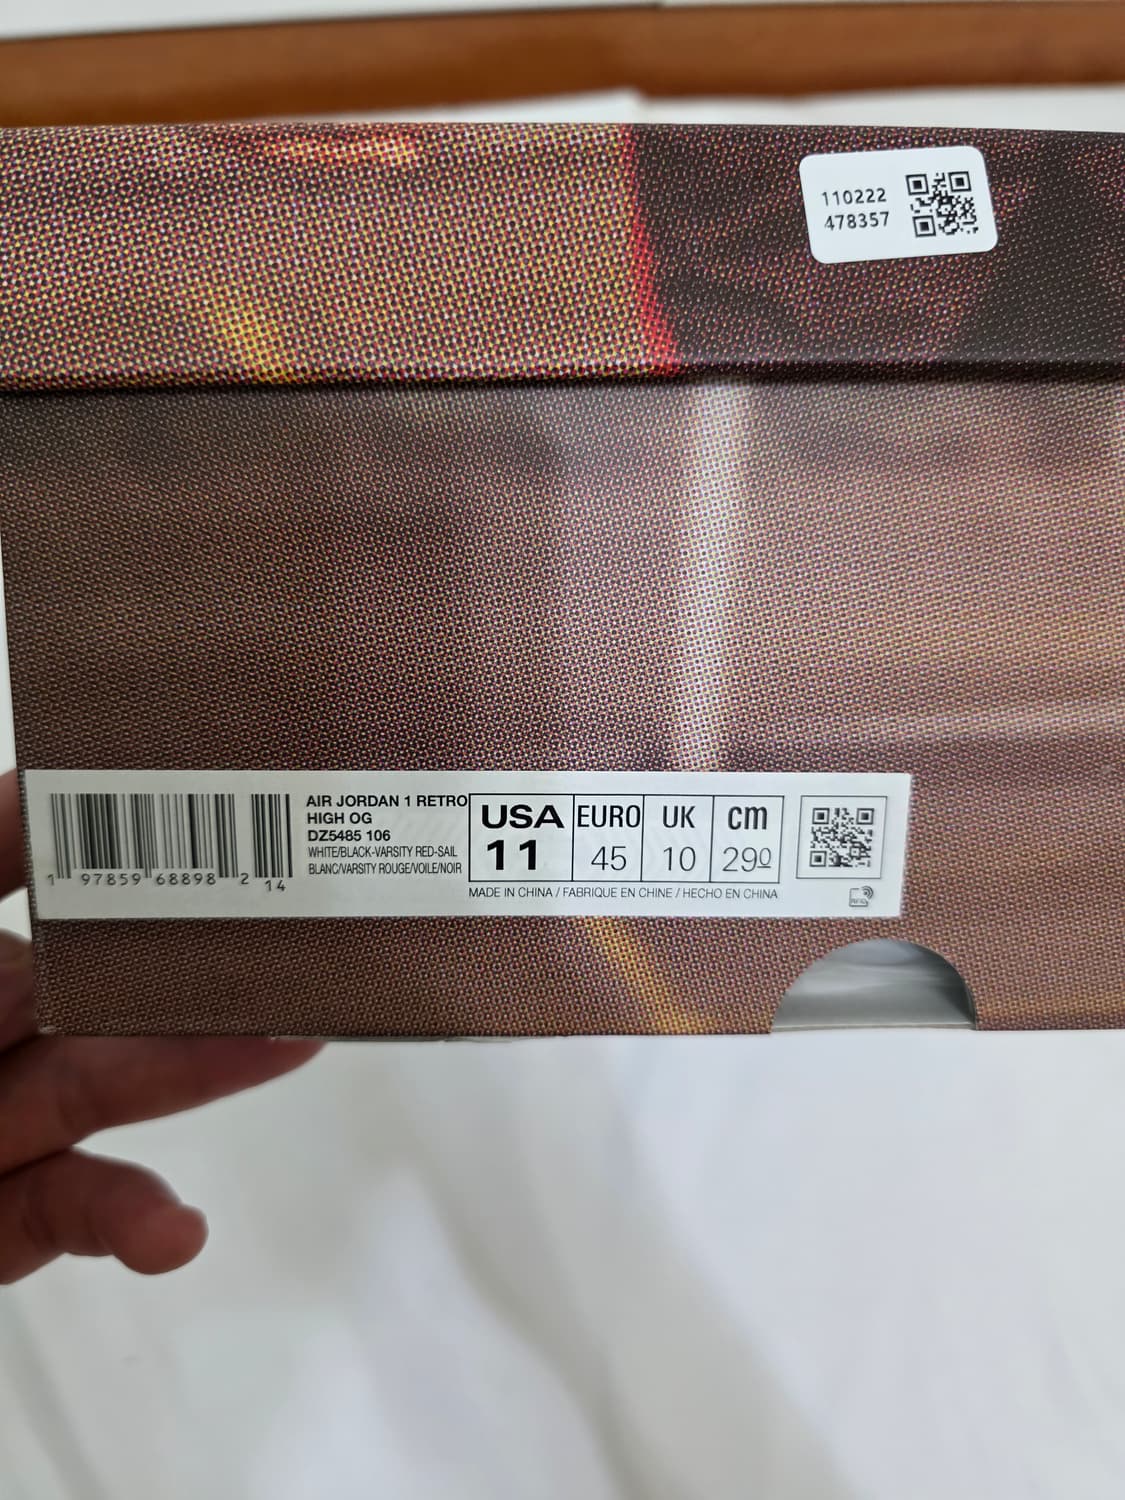 110222
478357
AIR JORDAN 1 RETRO
HIGH OG
DZ5485 106
WHITE/BLACK-VARSITY RED-SAIL
BLANC/VARSITY ROUGE/VOILE/NOIR
1 97859 68898 2 14
USA EURO UK cm
11 45 10 290
MADE IN CHINA / FABRIQUE EN CHINE / HECHO EN CHINA
RFID